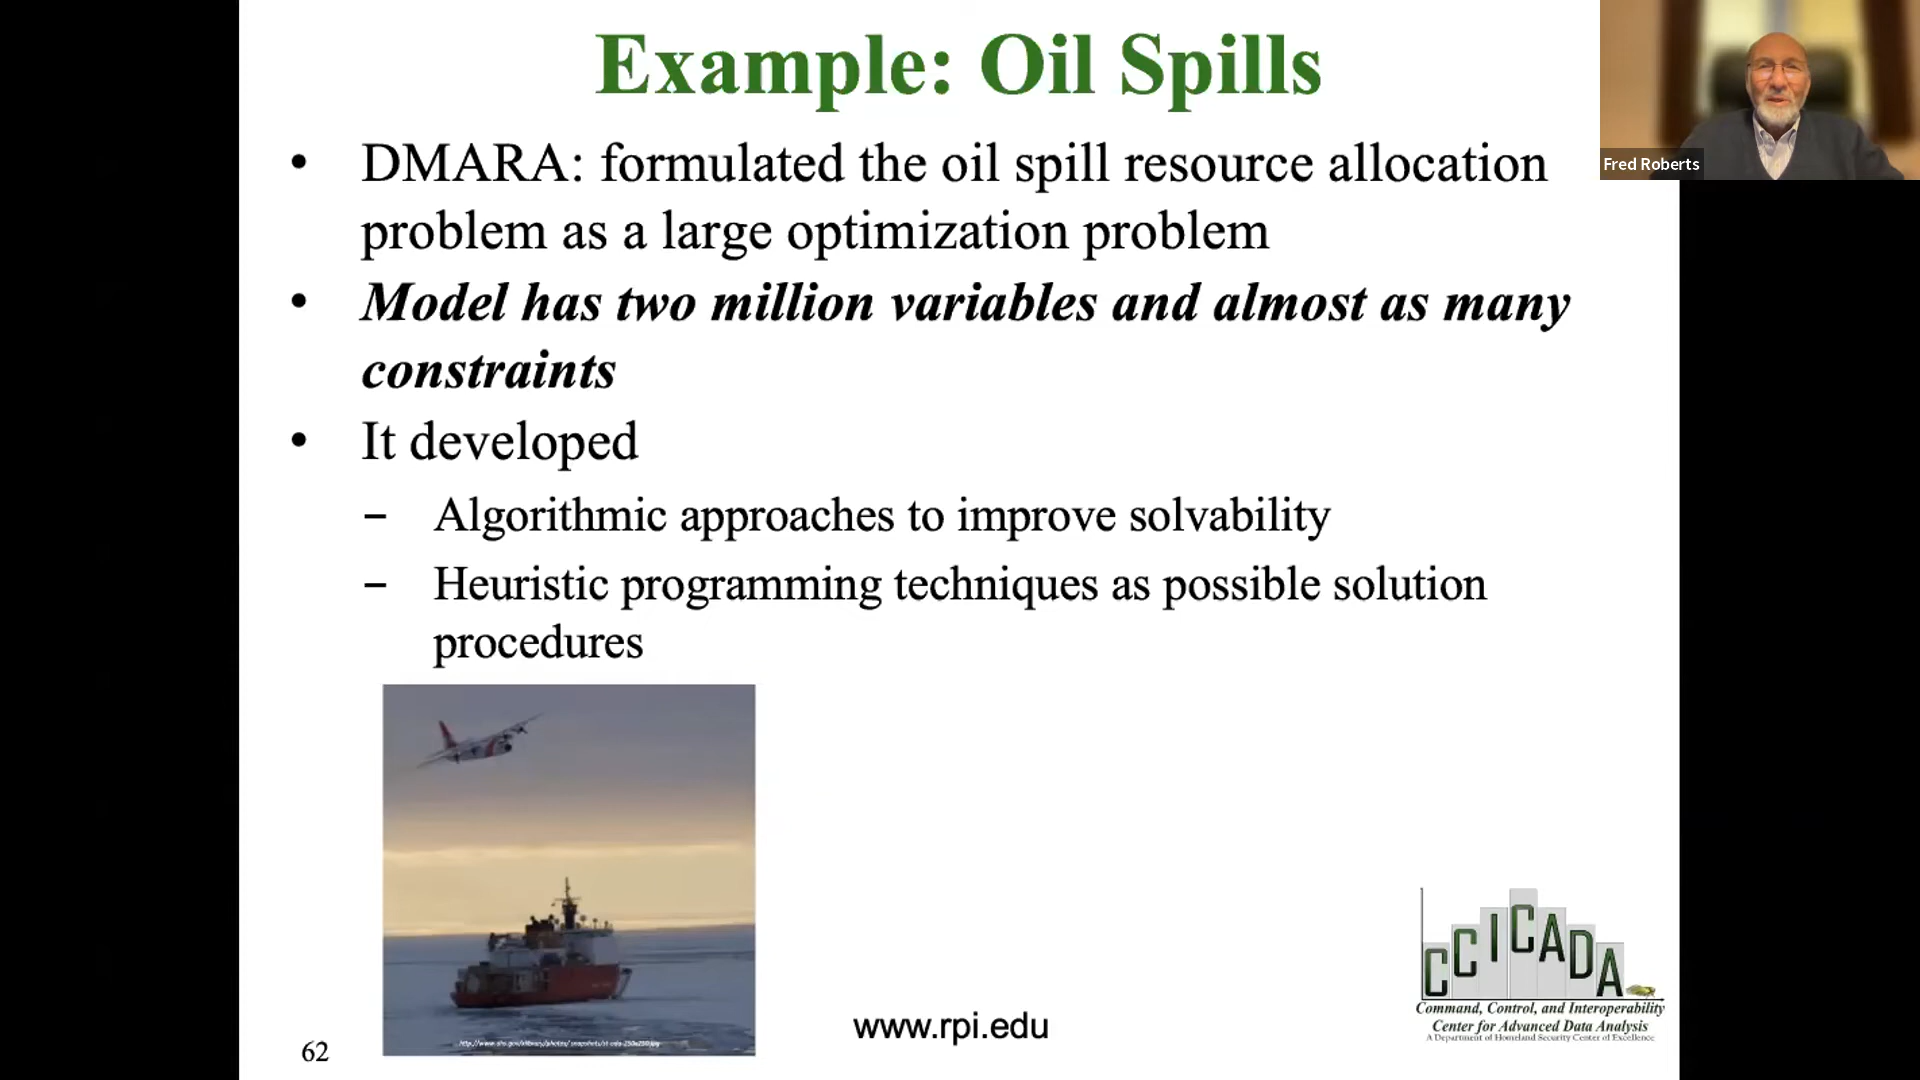 Example: Oil Spills
Fred Roberts
• DMARA: formulated the oil spill resource allocation
problem as a large optimization problem
• Model has two million variables and almost as many
constraints
• It developed
– Algorithmic approaches to improve solvability
– Heuristic programming techniques as possible solution
procedures
CCICADA
Command, Control, and Interoperability
Center for Advanced Data Analysis
A Department of Homeland Security Center of Excellence
www.rpi.edu
62